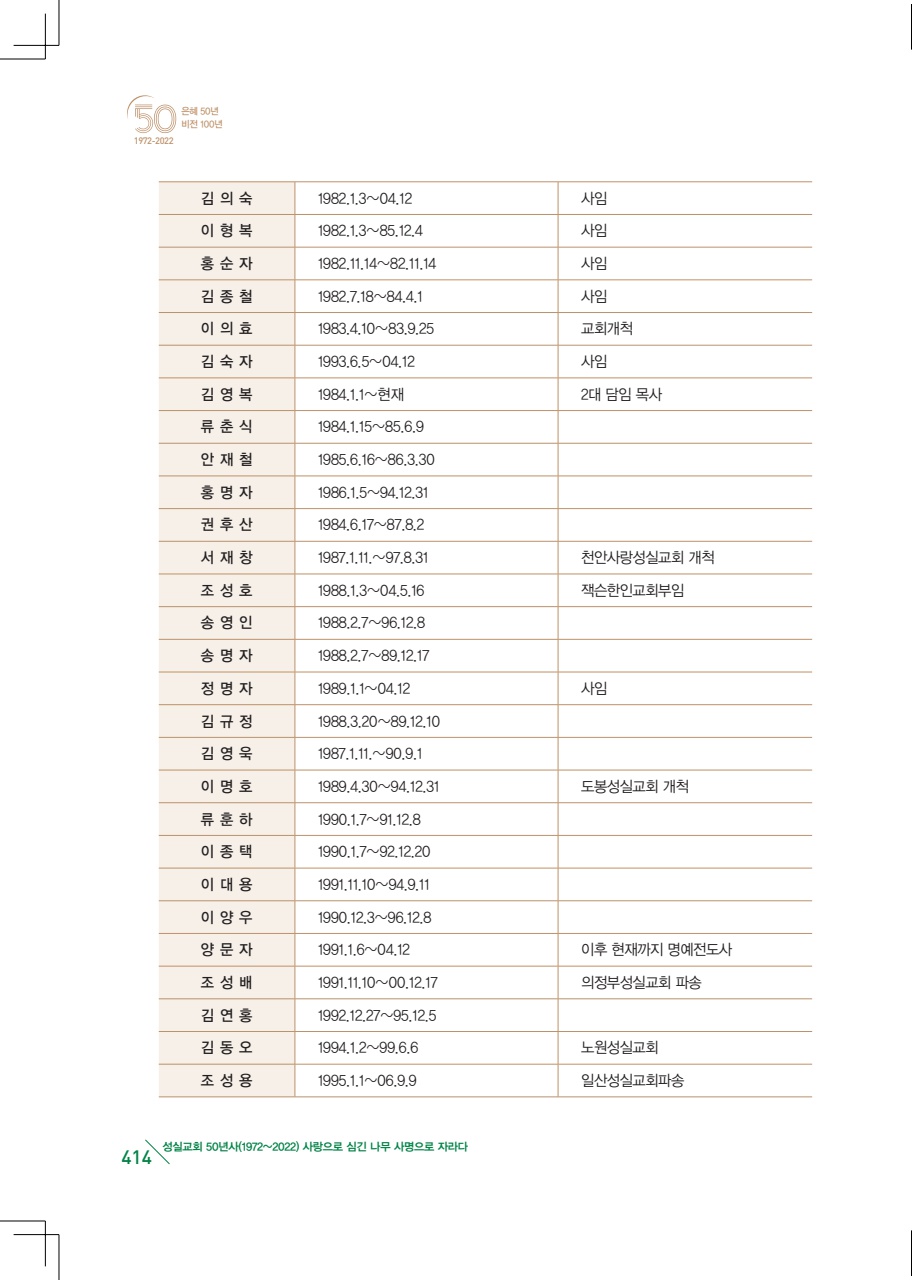 50 은혜 50년
비전 100년
1972-2022
김 의 숙 1982.1.3~04.12 사임
이 형 복 1982.1.3~85.12.4 사임
홍 순 자 1982.11.14~82.11.14 사임
김 종 철 1982.7.18~84.4.1 사임
이 의 효 1983.4.10~83.9.25 교회개척
김 숙 자 1993.6.5~04.12 사임
김 영 복 1984.1.1~현재 2대 담임 목사
류 춘 식 1984.1.15~85.6.9
안 재 철 1985.6.16~86.3.30
홍 명 자 1986.1.5~94.12.31
권 후 산 1984.6.17~87.8.2
서 재 창 1987.1.11.~97.8.31 천안사랑성실교회 개척
조 성 호 1988.1.3~04.5.16 잭슨한인교회부임
송 영 인 1988.2.7~96.12.8
송 명 자 1988.2.7~89.12.17
정 명 자 1989.1.1~04.12 사임
김 규 정 1988.3.20~89.12.10
김 영 욱 1987.1.11.~90.9.1
이 명 호 1989.4.30~94.12.31 도봉성실교회 개척
류 훈 하 1990.1.7~91.12.8
이 종 택 1990.1.7~92.12.20
이 대 용 1991.11.10~94.9.11
이 양 우 1990.12.3~96.12.8
양 문 자 1991.1.6~04.12 이후 현재까지 명예전도사
조 성 배 1991.11.10~00.12.17 의정부성실교회 파송
김 연 홍 1992.12.27~95.12.5
김 동 오 1994.1.2~99.6.6 노원성실교회
조 성 용 1995.1.1~06.9.9 일산성실교회파송
414 성실교회 50년사(1972~2022) 사랑으로 심긴 나무 사명으로 자라다